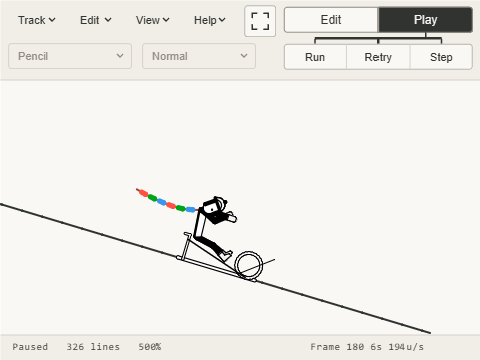 Track Edit View Help Edit Play
Pencil Normal Run Retry Step
Paused 326 lines 500% Frame 180 6s 194u/s